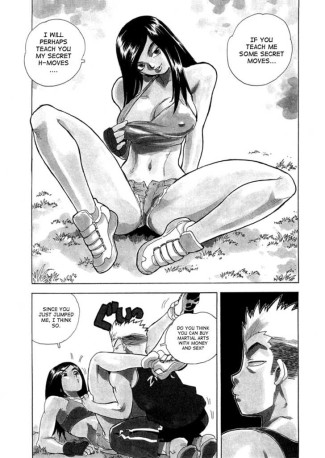 IF YOU
TEACH ME
SOME SECRET
MOVES...
I WILL
PERHAPS
TEACH YOU
MY SECRET
H-MOVES
....
DO YOU THINK
YOU CAN BUY
MARTIAL ARTS
WITH MONEY
AND SEX?
SINCE YOU
JUST JUMPED
ME, I THINK
SO.